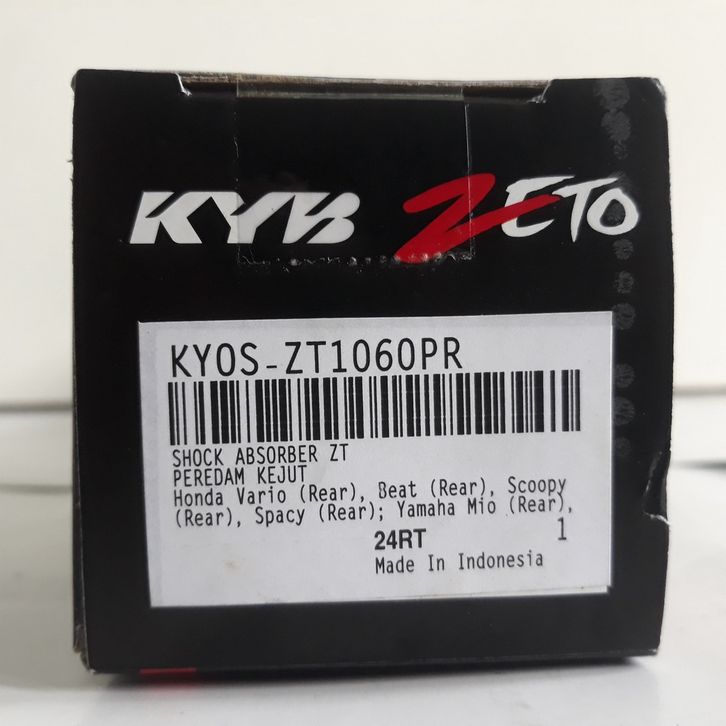 KYB ZETO
KYOS-ZT1060PR
SHOCK ABSORBER ZT
PEREDAM KEJUT
Honda Vario (Rear), Beat (Rear), Scoopy
(Rear), Spacy (Rear); Yamaha Mio (Rear),
24RT 1
Made In Indonesia